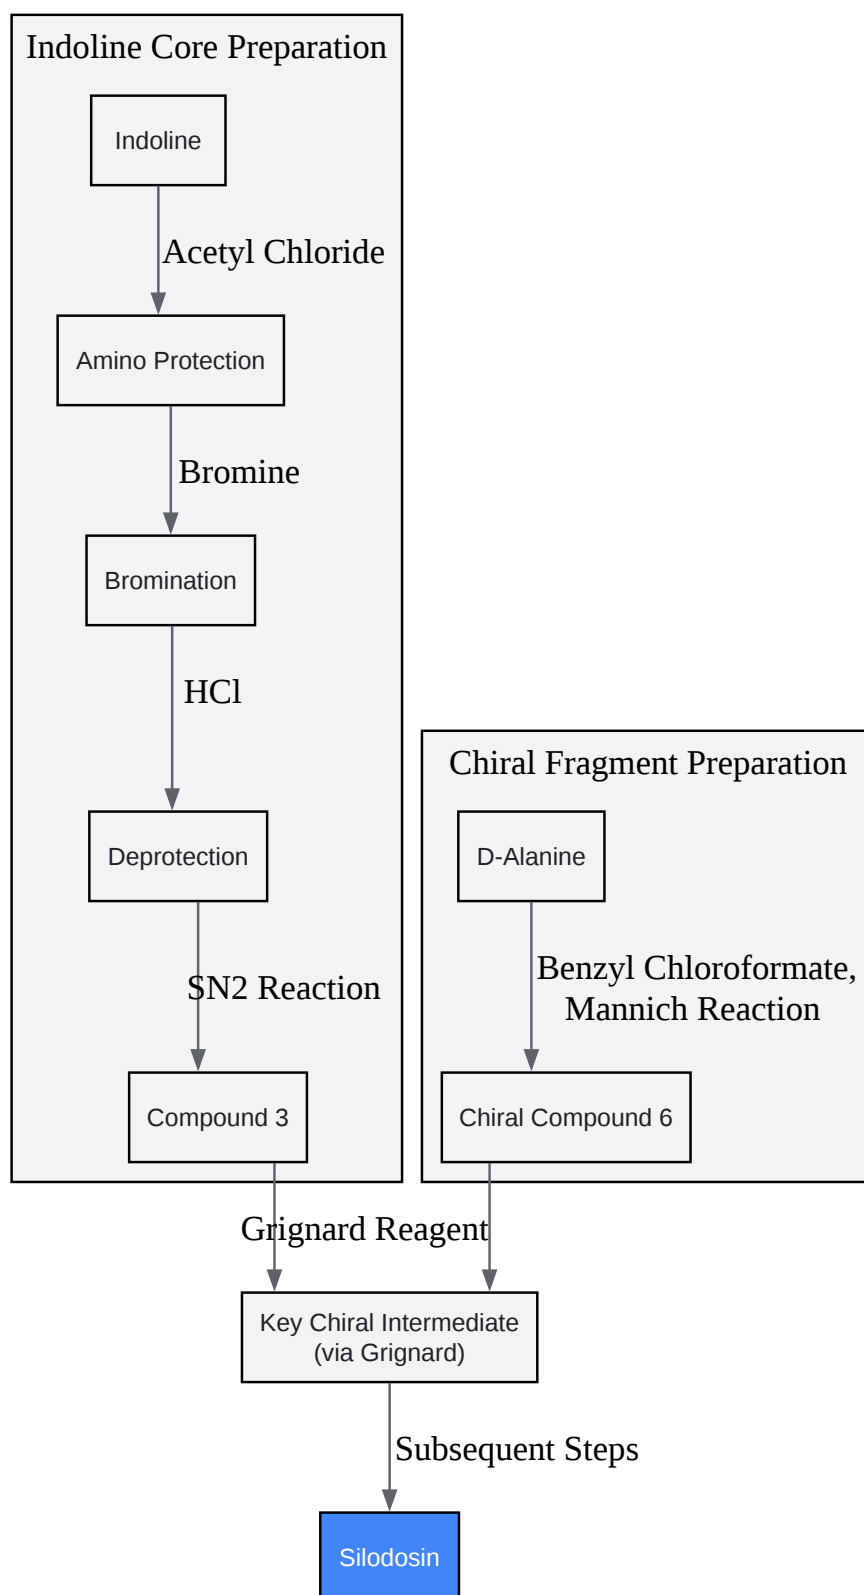 Indoline Core Preparation
Indoline
Acetyl Chloride
Amino Protection
Bromine
Bromination
HCl
Deprotection
SN2 Reaction
Compound 3
Chiral Fragment Preparation
D-Alanine
Benzyl Chloroformate,
Mannich Reaction
Chiral Compound 6
Grignard Reagent
Key Chiral Intermediate
(via Grignard)
Subsequent Steps
Silodosin